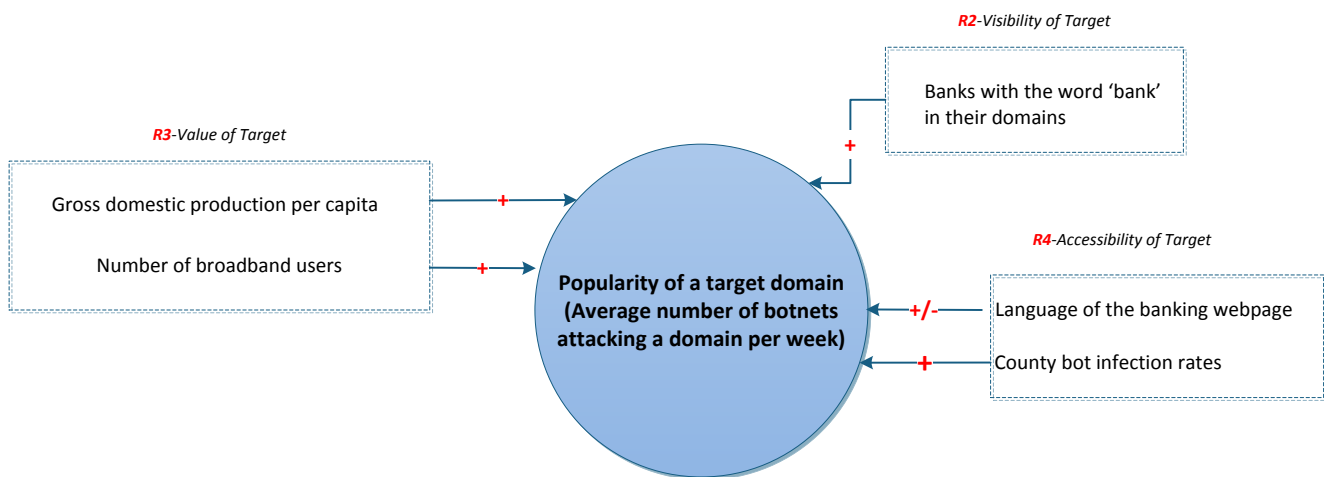 R2-Visibility of Target
Banks with the word ‘bank’
in their domains
+
R3-Value of Target
Gross domestic production per capita
+
Number of broadband users
+
Popularity of a target domain
(Average number of botnets
attacking a domain per week)
R4-Accessibility of Target
+/-
Language of the banking webpage
+
County bot infection rates